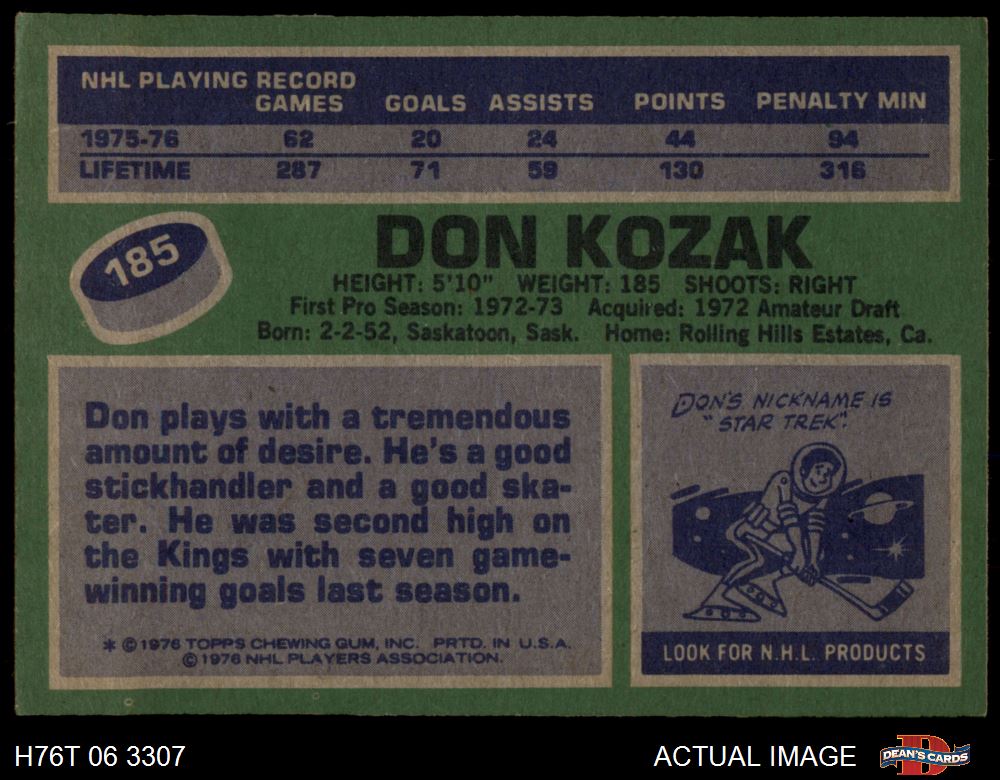 NHL PLAYING RECORD
GAMES GOALS ASSISTS POINTS PENALTY MIN
1975-76 62 20 24 44 94
LIFETIME 287 71 59 130 316
185
DON KOZAK
HEIGHT: 5'10" WEIGHT: 185 SHOOTS: RIGHT
First Pro Season: 1972-73 Acquired: 1972 Amateur Draft
Born: 2-2-52, Saskatoon, Sask. Home: Rolling Hills Estates, Ca.
Don plays with a tremendous
amount of desire. He's a good
stickhandler and a good ska-
ter. He was second high on
the Kings with seven game-
winning goals last season.
* © 1976 TOPPS CHEWING GUM, INC. PRTD. IN U.S.A.
© 1976 NHL PLAYERS ASSOCIATION.
DON'S NICKNAME IS
"STAR TREK".
LOOK FOR N.H.L. PRODUCTS
H76T 06 3307
ACTUAL IMAGE
DEAN'S CARDS